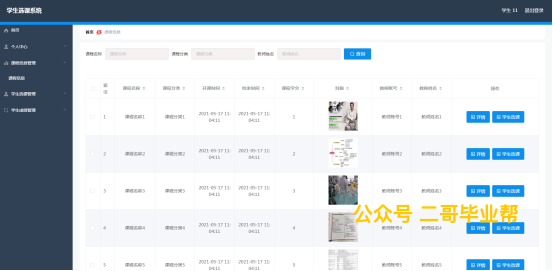 学生选课系统
学生 11 退出登录
首页
个人中心
课程信息管理
课程信息
学生选课管理
学生成绩管理
首页 课程信息
课程名称 课程名称 课程分类 课程分类 教师姓名 教师姓名 查询
课程名称 课程分类 开课时间 结束时间 课程学分 封面 教师账号 教师姓名 操作
1 课程名称1 课程分类1 2021-05-17 11:04:11 2021-05-17 11:04:11 1 教师账号1 教师姓名1 详情 学生选课
2 课程名称2 课程分类2 2021-05-17 11:04:11 2021-05-17 11:04:11 2 教师账号2 教师姓名2 详情 学生选课
3 课程名称3 课程分类3 2021-05-17 11:04:11 2021-05-17 11:04:11 3 教师账号3 教师姓名3 详情 学生选课
公众号 二哥毕业帮
4 课程名称4 课程分类4 2021-05-17 11:04:11 2021-05-17 11:04:11 4 教师账号4 教师姓名4 详情 学生选课
5 课程名称5 课程分类5 2021-05-17 11: 2021-05-17 11: 5 教师账号5 教师姓名5 详情 学生选课